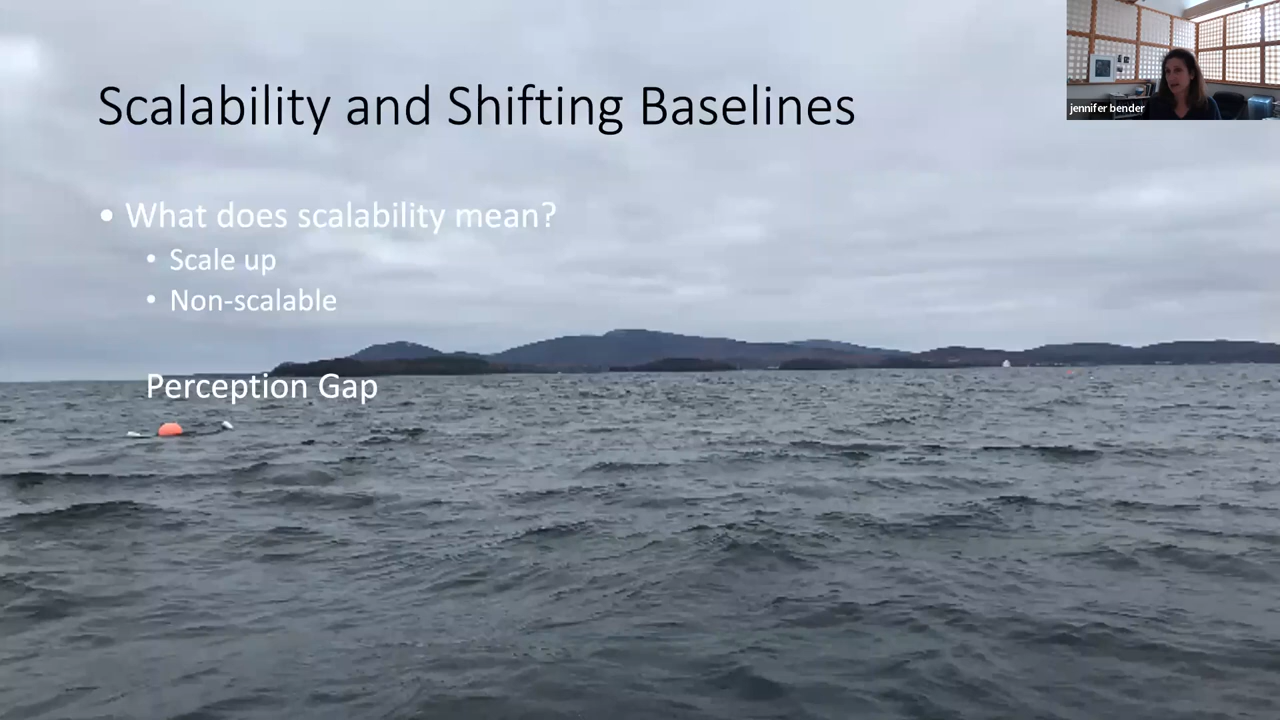 Scalability and Shifting Baselines
jennifer bender
• What does scalability mean?
• Scale up
• Non-scalable
Perception Gap